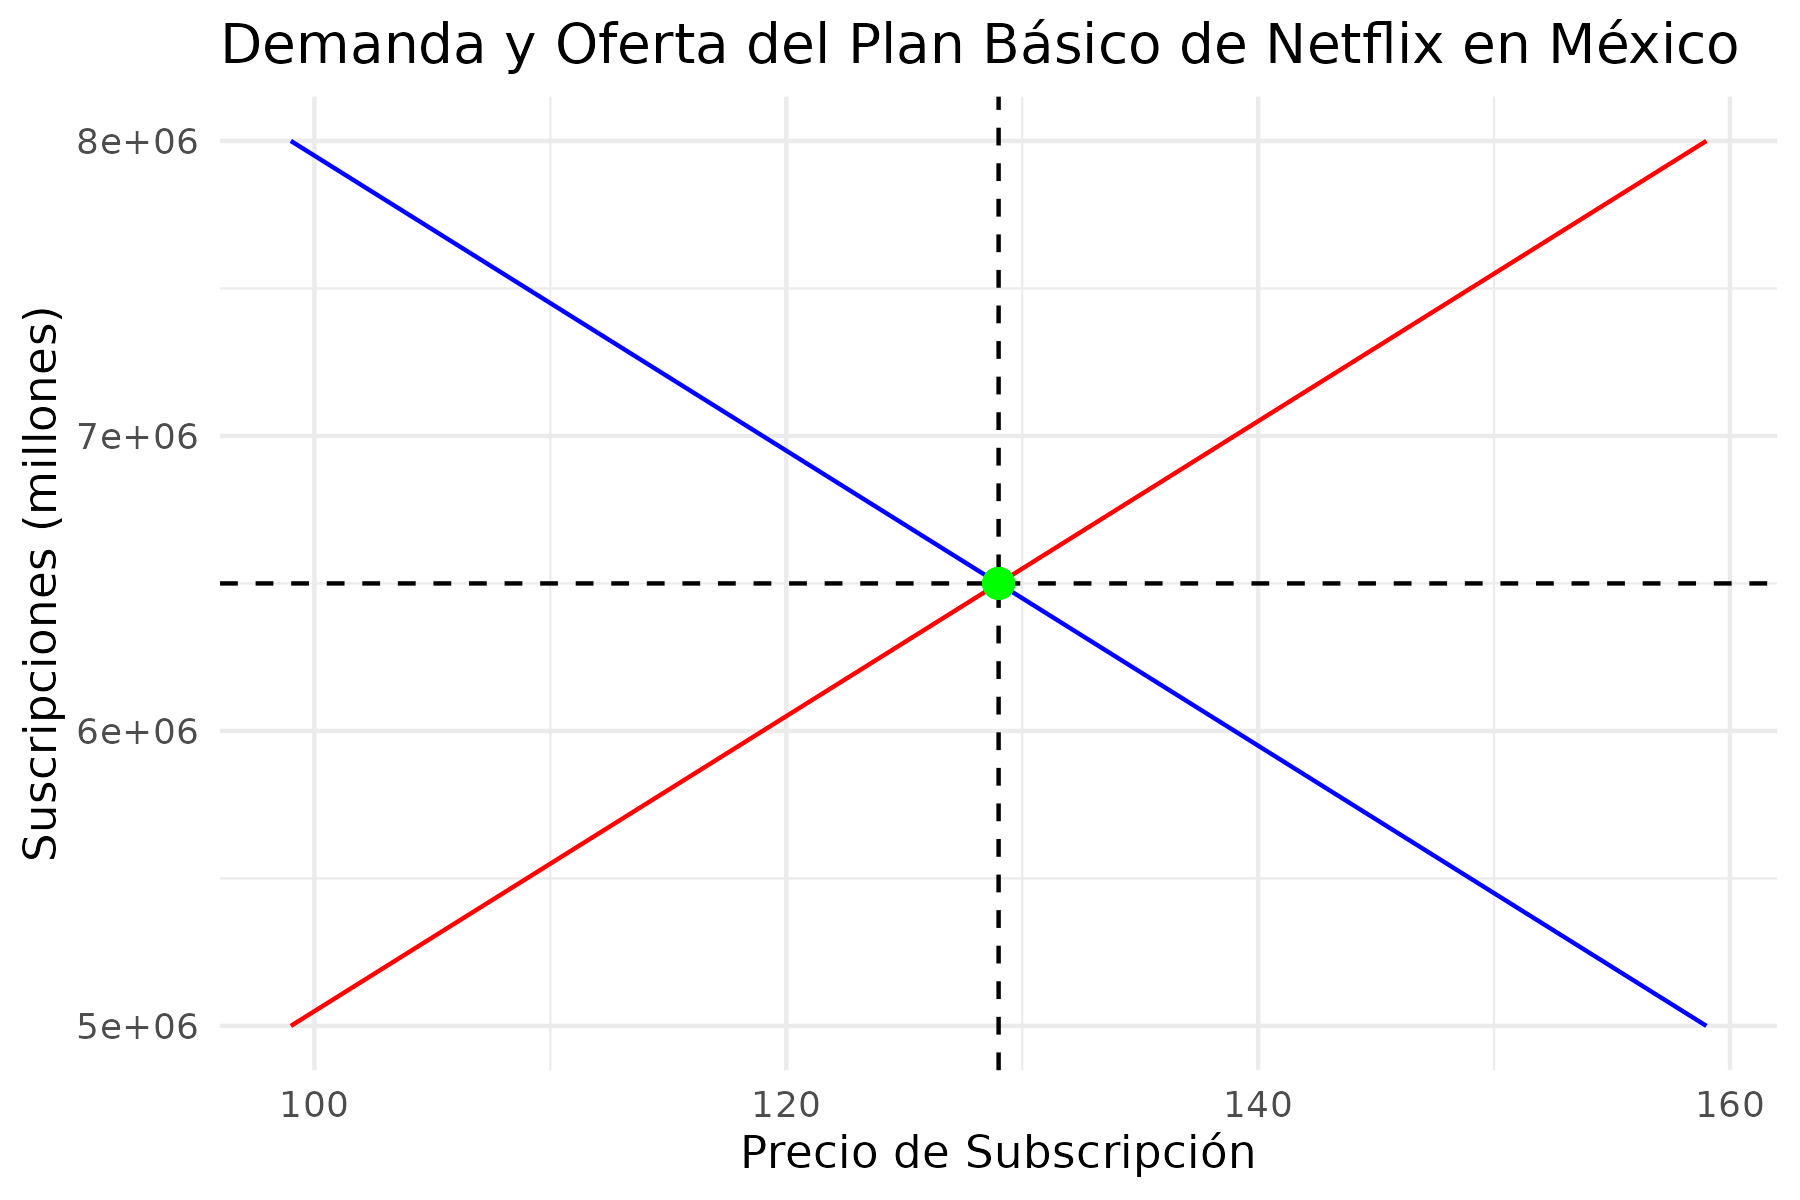 Demanda y Oferta del Plan Básico de Netflix en México
Suscripciones (millones)
8e+06
7e+06
6e+06
5e+06
100
120
140
160
Precio de Subscripción